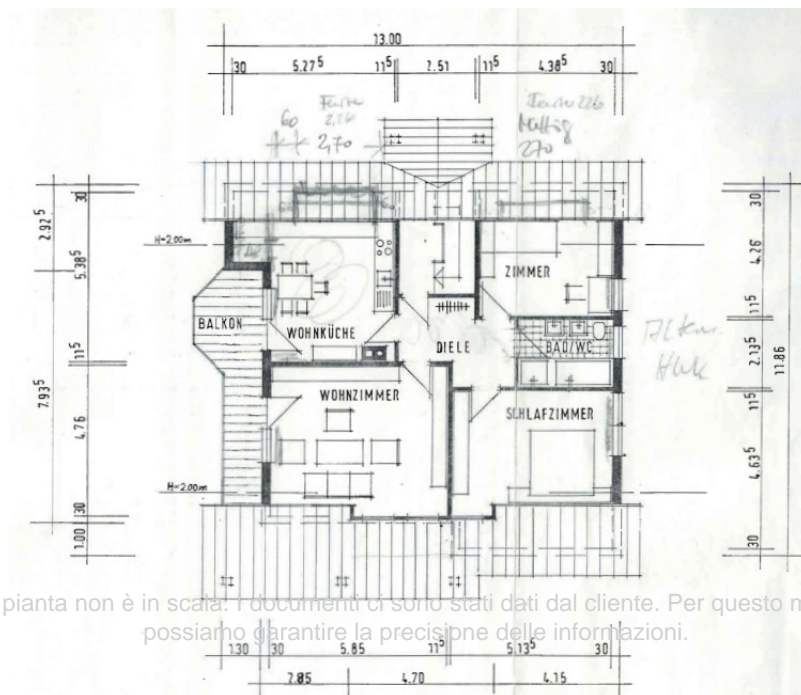 13.00
30 5.27⁵ 11⁵ 2.51 11⁵ 4.38⁵ 30
60 2,70
270
2.92⁵
7.93⁵
30
5.38⁵
11⁵
4.76
30
1.00
H=2.00m
WOHNKÜCHE
BALKON
DIELE
ZIMMER
BAD/WC
WOHNZIMMER
SCHLAFZIMMER
H=2.00m
30
4.26
11⁵
2.13⁵
11⁵
4.63⁵
30
11.86
pianta non è in scala. I documenti ci sono stati dati dal cliente. Per questo
possiamo garantire la precisione delle informazioni.
1.30 30 5.85 11⁵ 5.13⁵ 30
2.85 4.70 4.15